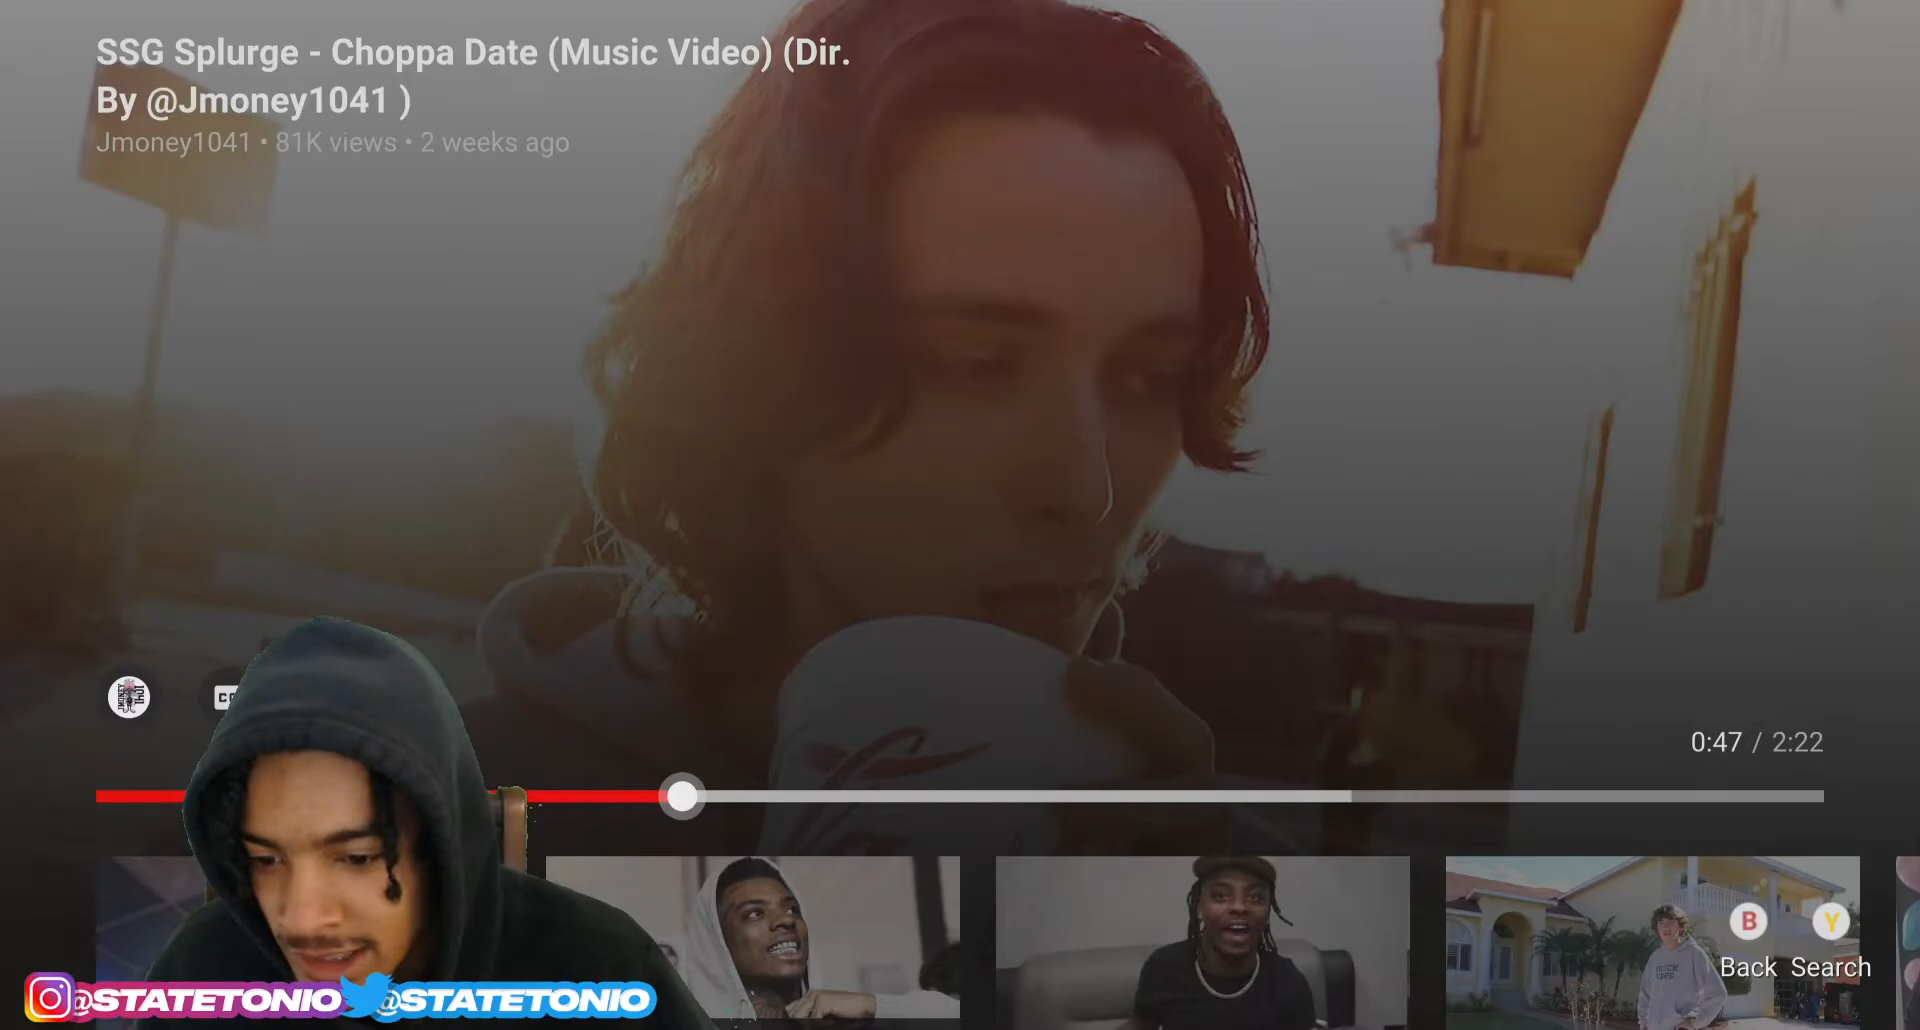 SSG Splurge - Choppa Date (Music Video) (Dir.
By @Jmoney1041 )
Jmoney1041 • 81K views • 2 weeks ago
0:47 / 2:22
B Y
Back Search
@STATETONIO @STATETONIO